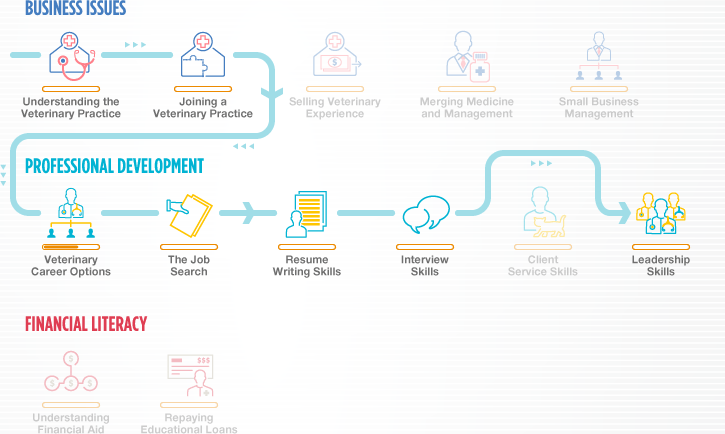 BUSINESS ISSUES
Understanding the
Veterinary Practice
Joining a
Veterinary Practice
Selling Veterinary
Experience
$
Merging Medicine
and Management
Small Business
Management
PROFESSIONAL DEVELOPMENT
Veterinary
Career Options
The Job
Search
Resume
Writing Skills
Interview
Skills
Client
Service Skills
Leadership
Skills
FINANCIAL LITERACY
$
$ $ $
$$$
Understanding
Financial Aid
Repaying
Educational Loans